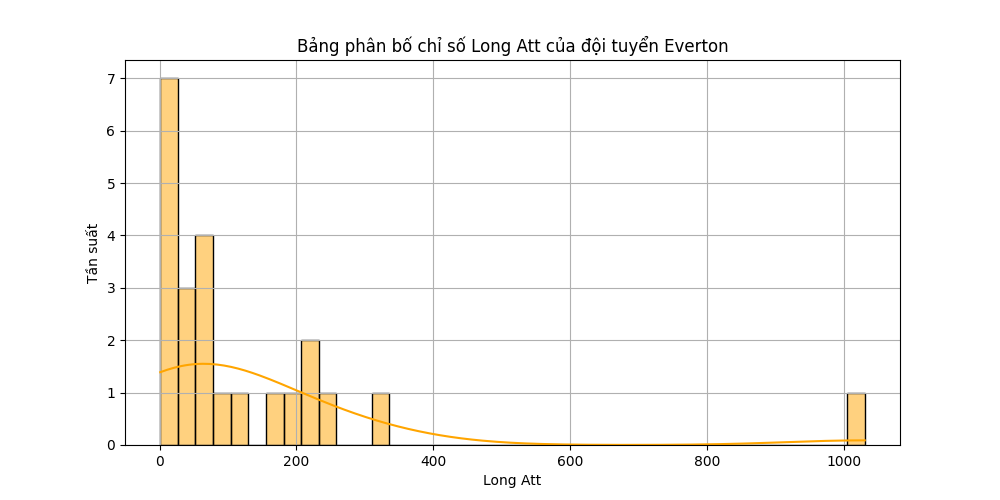 Bảng phân bố chỉ số Long Att của đội tuyển Everton
7
6
5
4
3
2
1
0
Tần suất
0 200 400 600 800 1000
Long Att